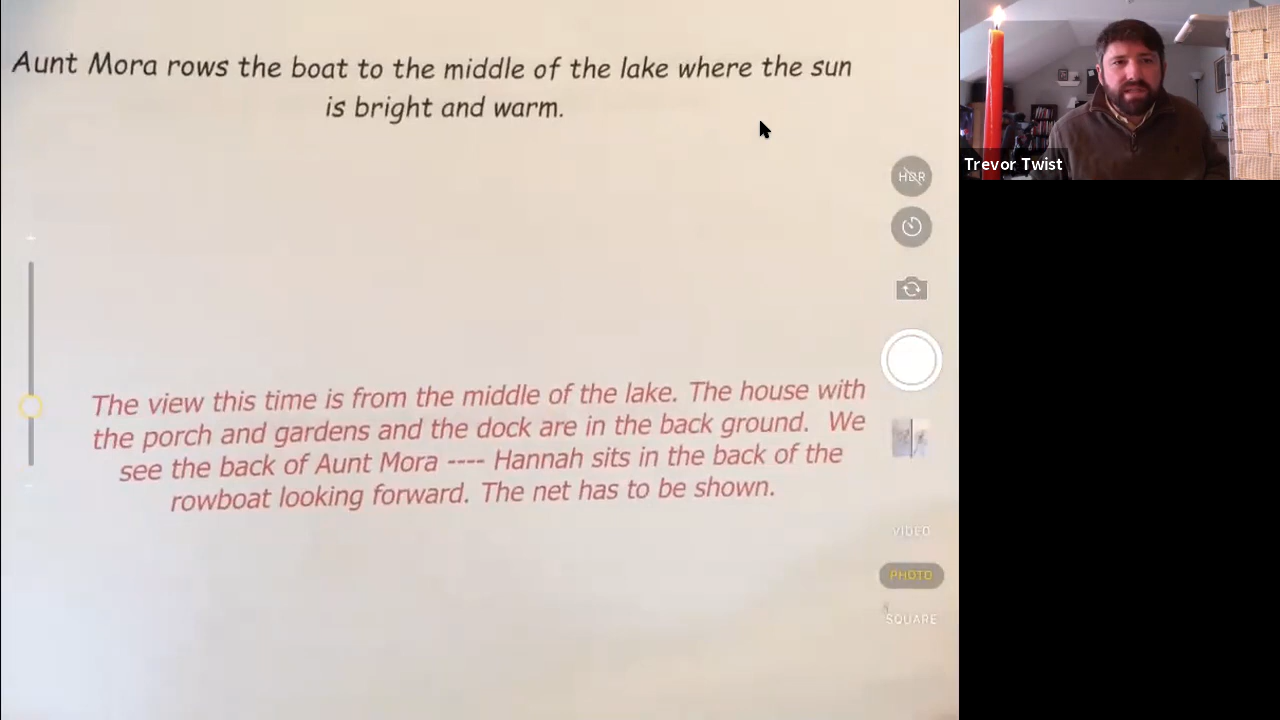 Aunt Mora rows the boat to the middle of the lake where the sun
is bright and warm.
The view this time is from the middle of the lake. The house with
the porch and gardens and the dock are in the back ground. We
see the back of Aunt Mora ---- Hannah sits in the back of the
rowboat looking forward. The net has to be shown.
HDR
VIDEO
PHOTO
SQUARE
Trevor Twist